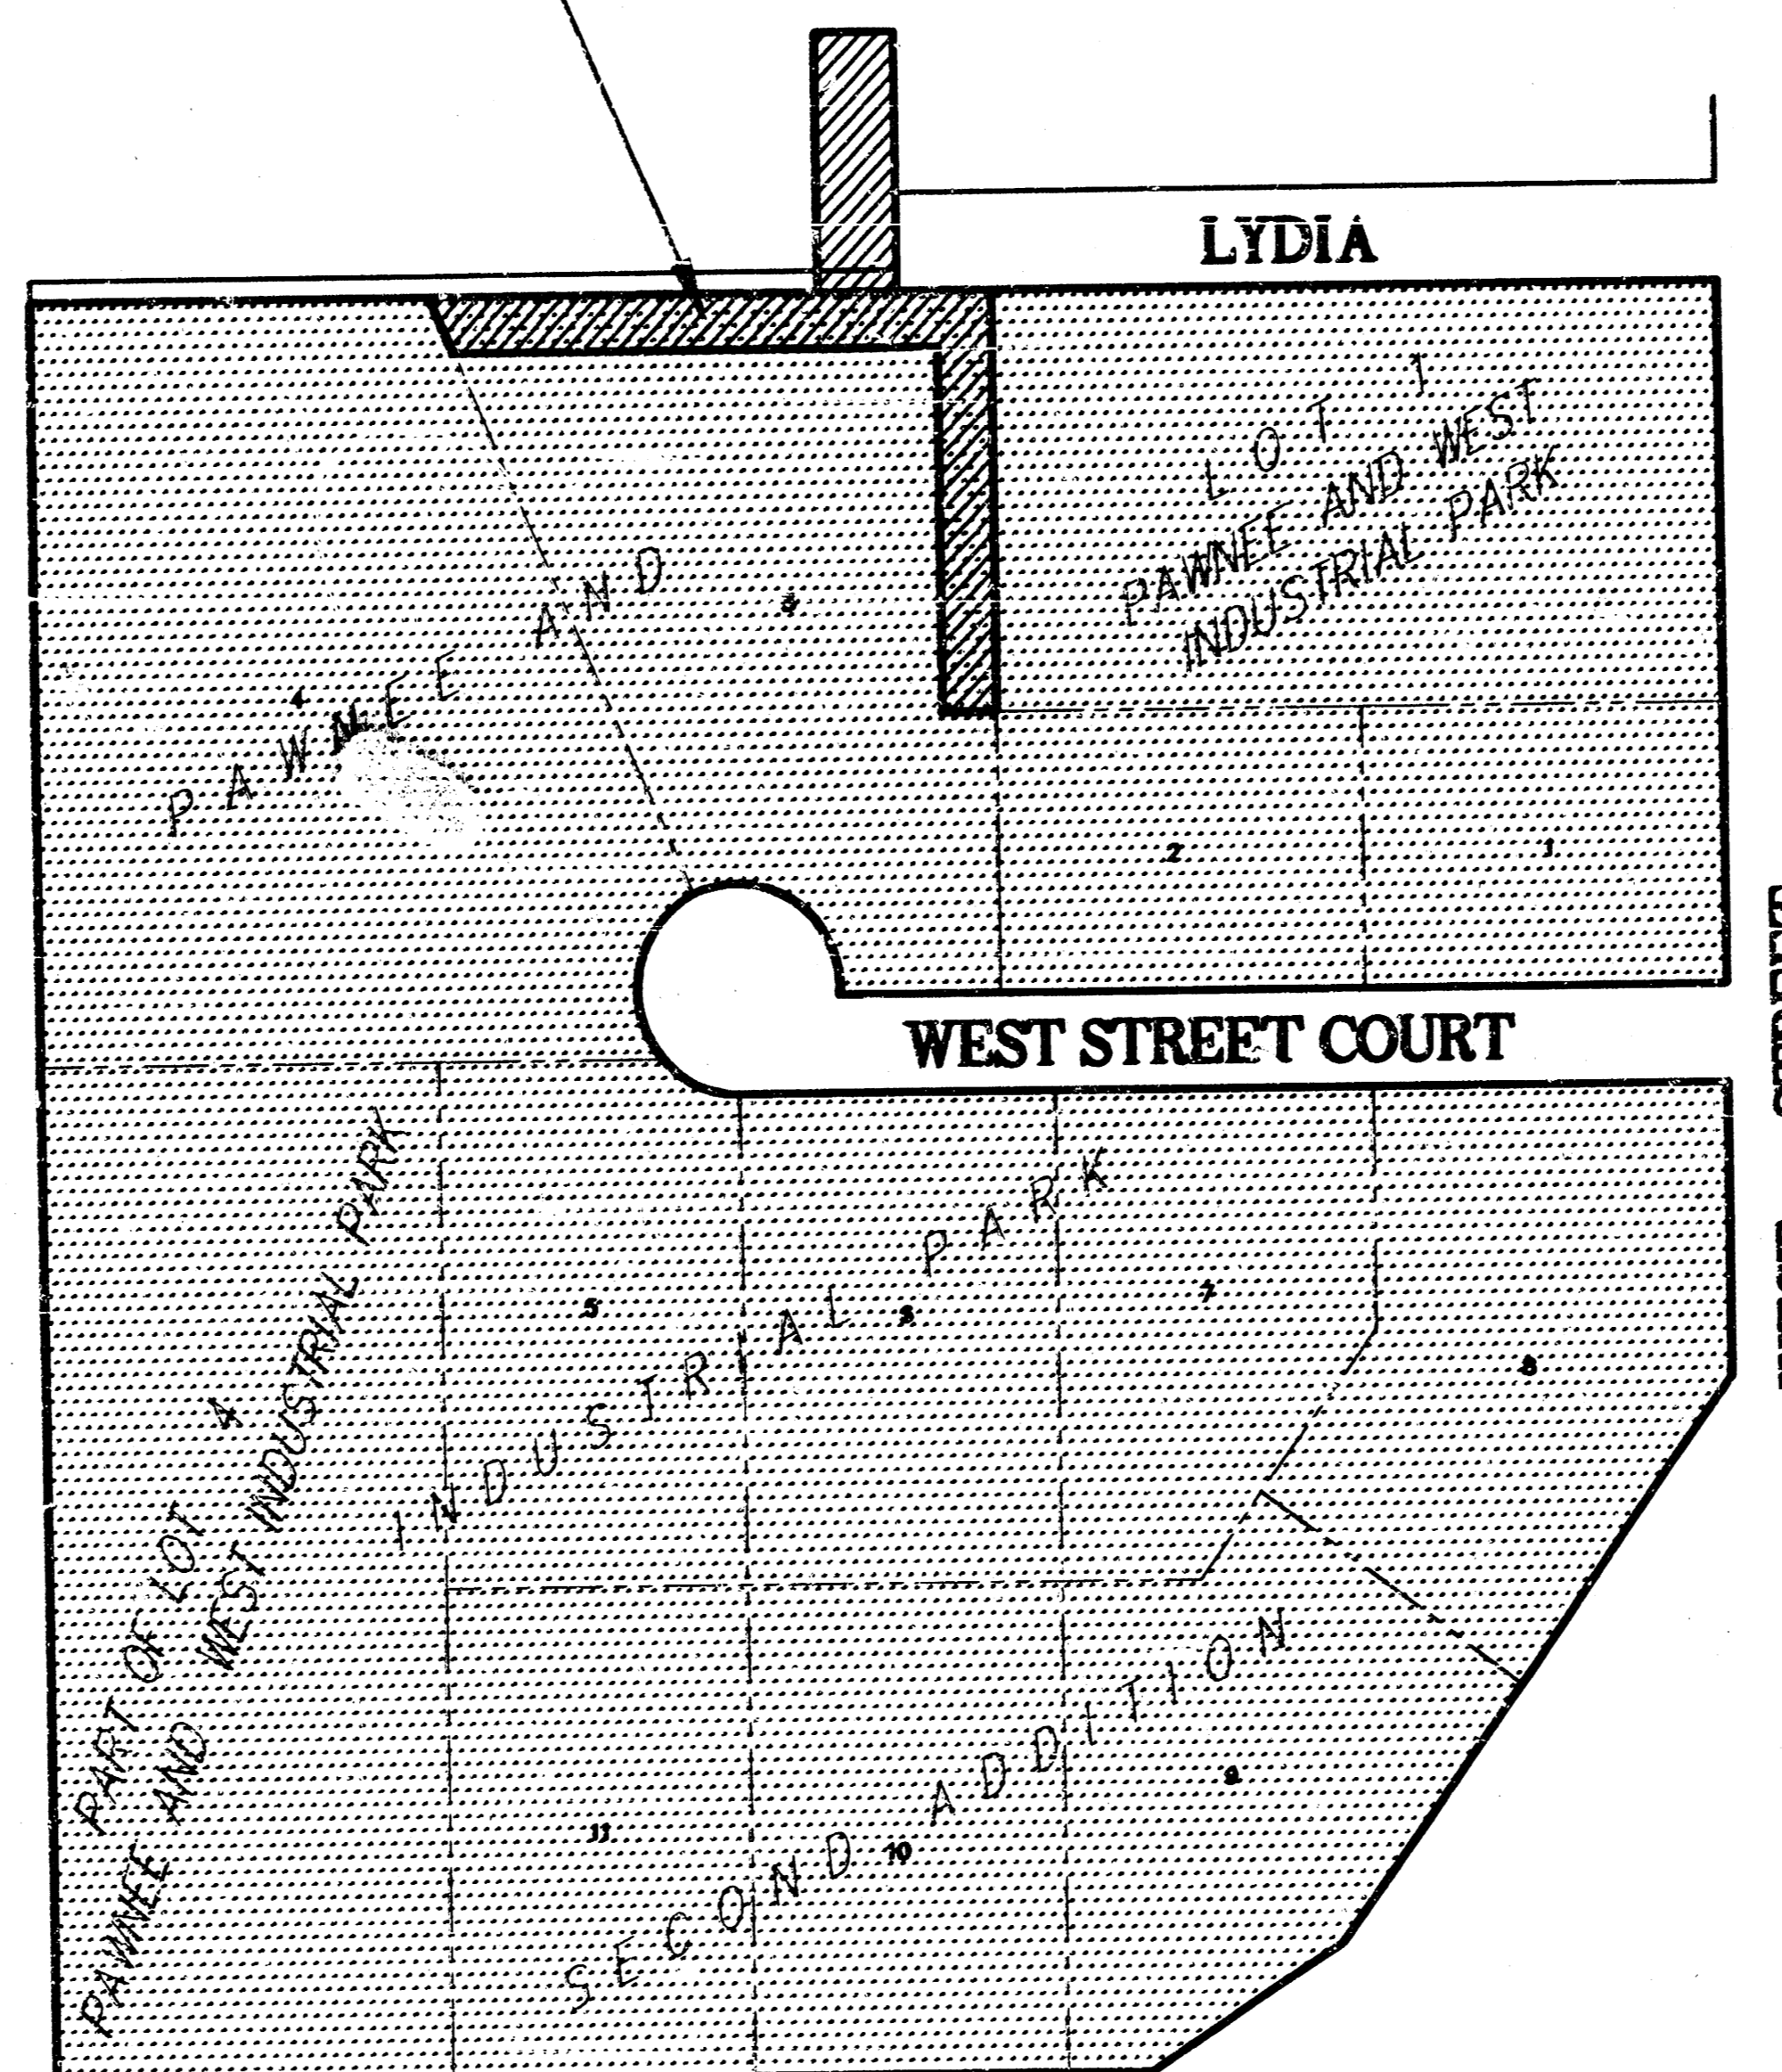 LYDIA
LOT 1
PAWNEE AND WEST
INDUSTRIAL PARK
3
PAWNEE AND
4
2
1
WEST STREET COURT
INDUSTRIAL PARK
5
6
7
8
PART OF LOT 4
PAWNEE AND WEST INDUSTRIAL PARK
SECOND ADDITION
9
11
10